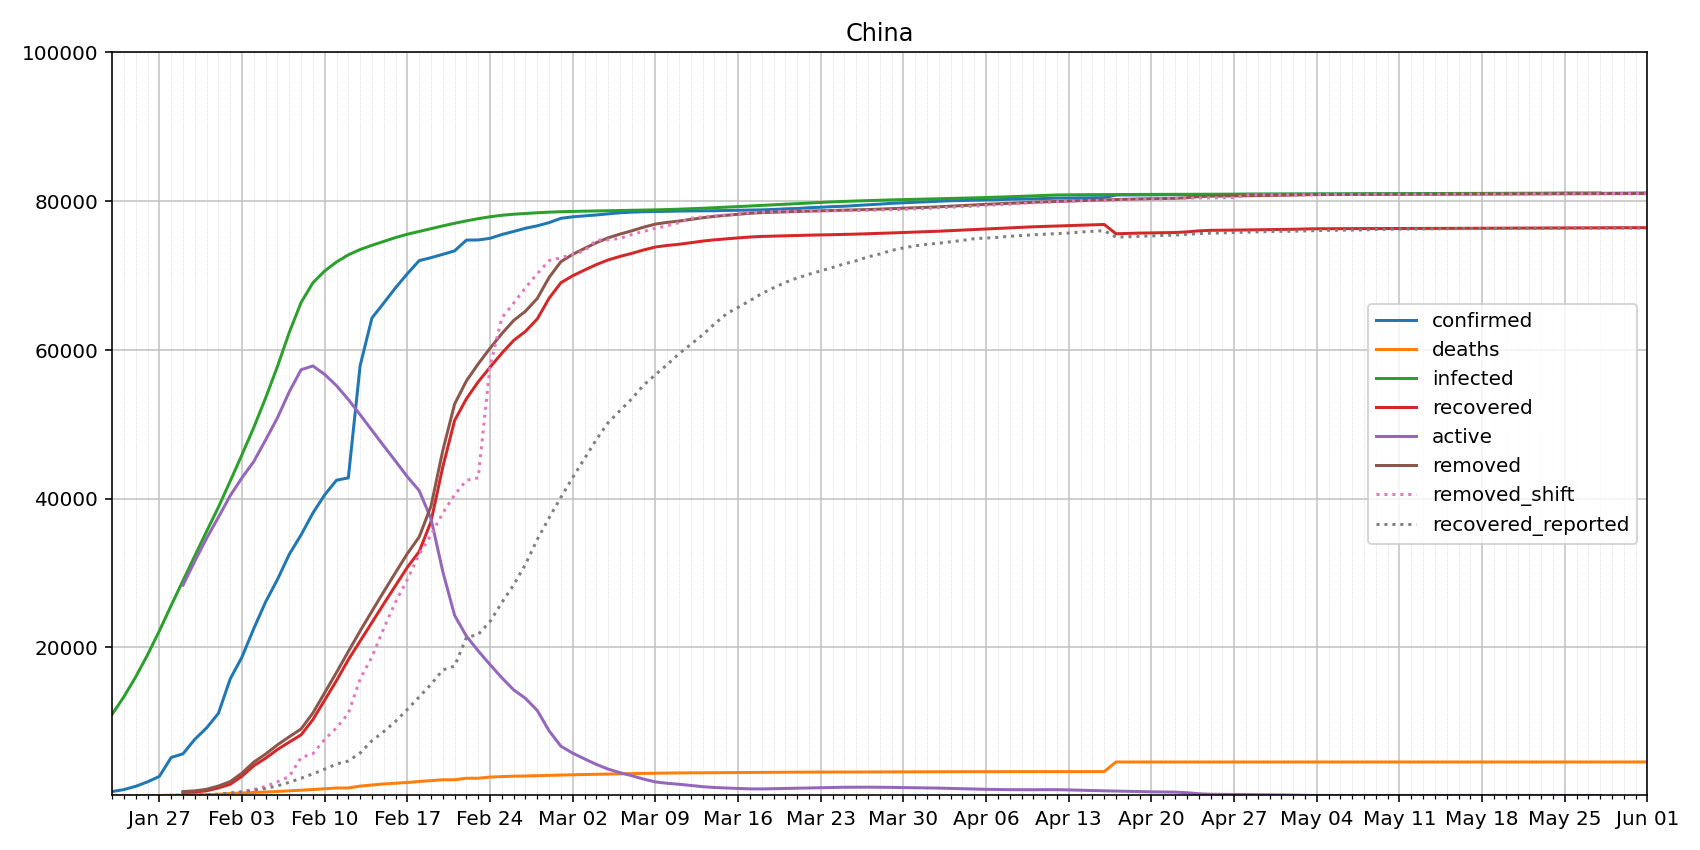 China
100000
80000
60000
40000
20000
confirmed
deaths
infected
recovered
active
removed
removed_shift
recovered_reported
Jan 27 Feb 03 Feb 10 Feb 17 Feb 24 Mar 02 Mar 09 Mar 16 Mar 23 Mar 30 Apr 06 Apr 13 Apr 20 Apr 27 May 04 May 11 May 18 May 25 Jun 01